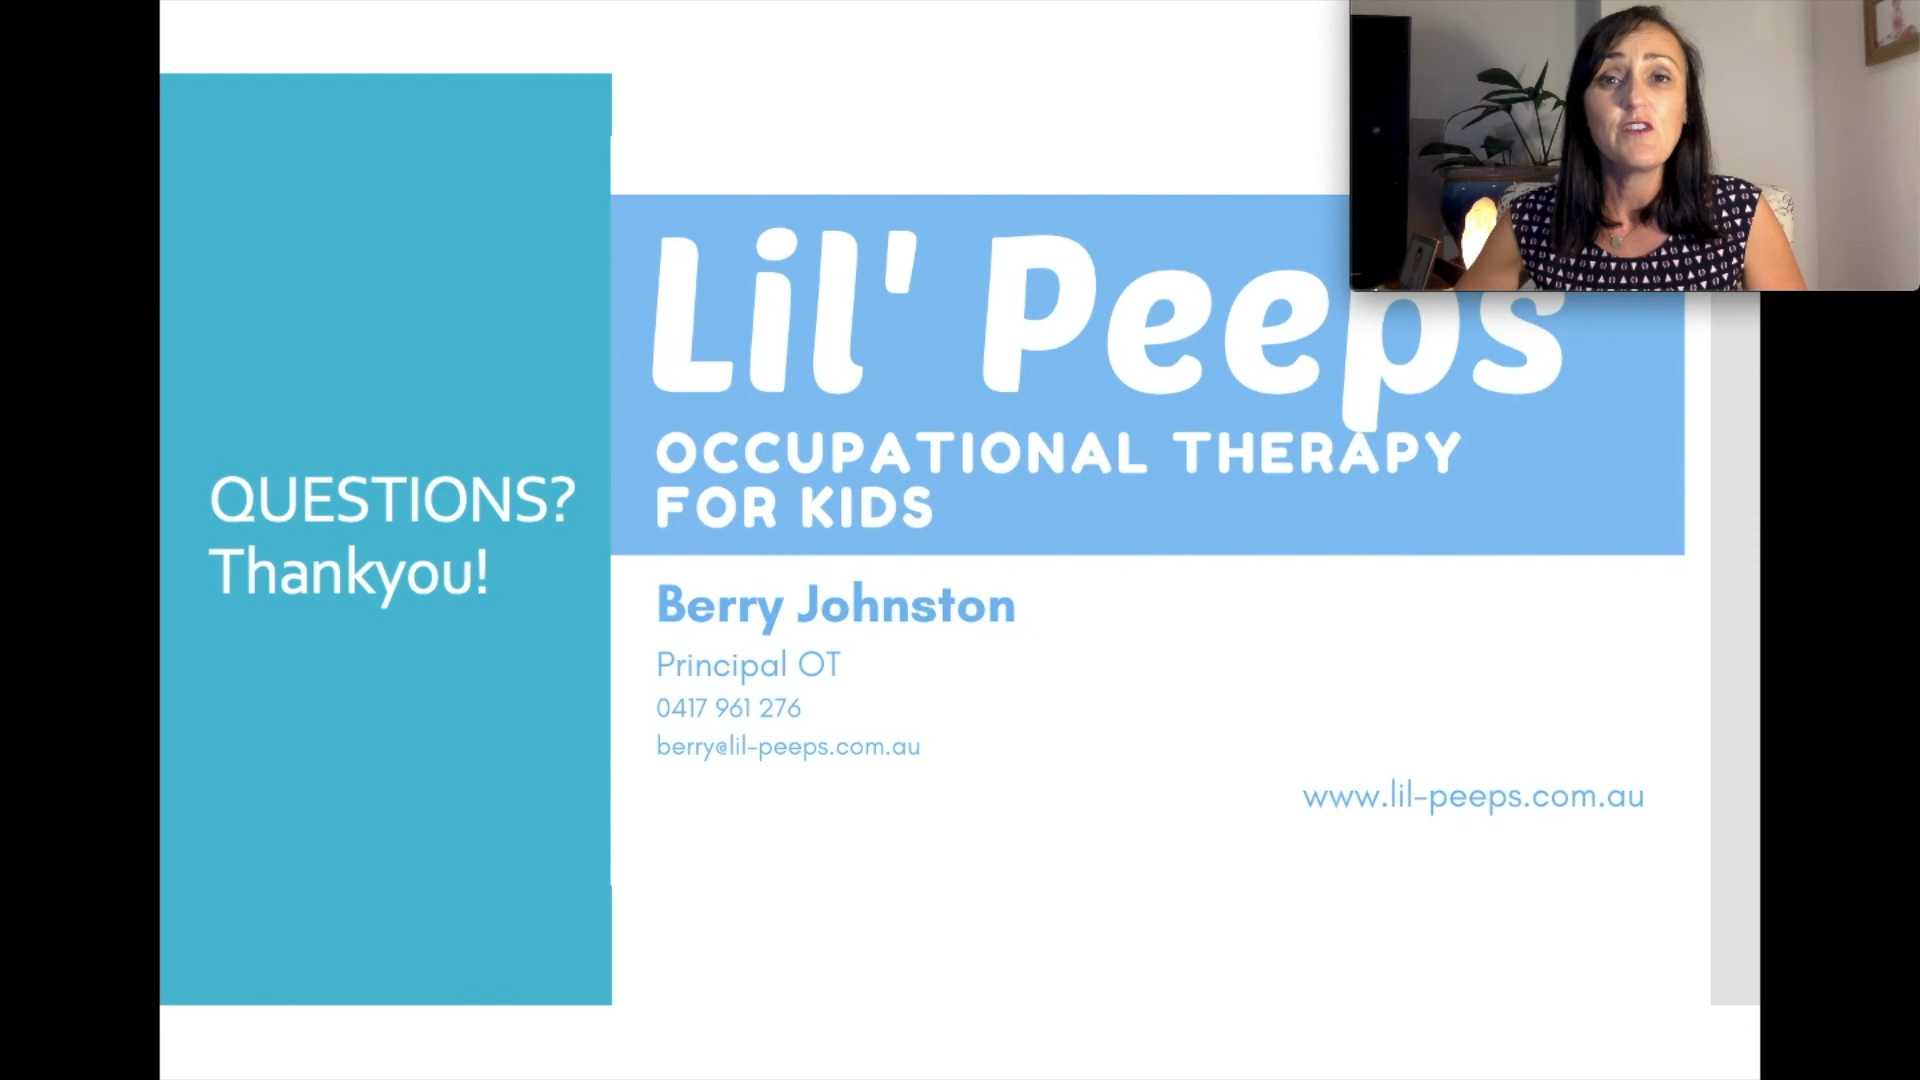 QUESTIONS?
Thankyou!
Lil' Peeps
OCCUPATIONAL THERAPY
FOR KIDS
Berry Johnston
Principal OT
0417 961 276
berry@lil-peeps.com.au
www.lil-peeps.com.au